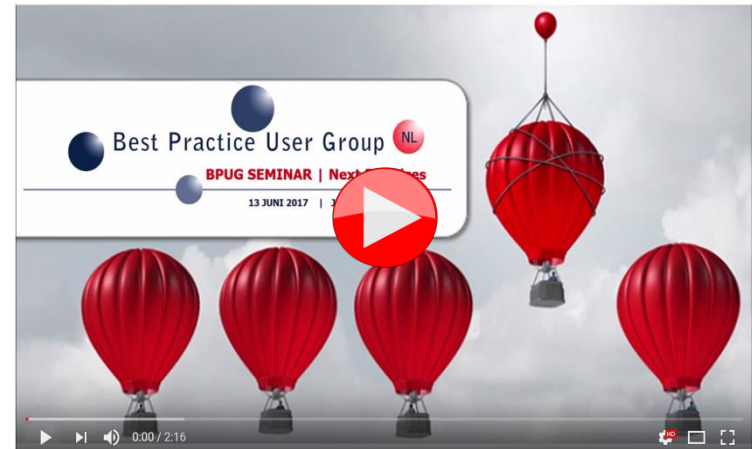 Best Practice User Group NL
BPUG SEMINAR | Next
13 JUNI 2017 |
0:00 / 2:16
HD